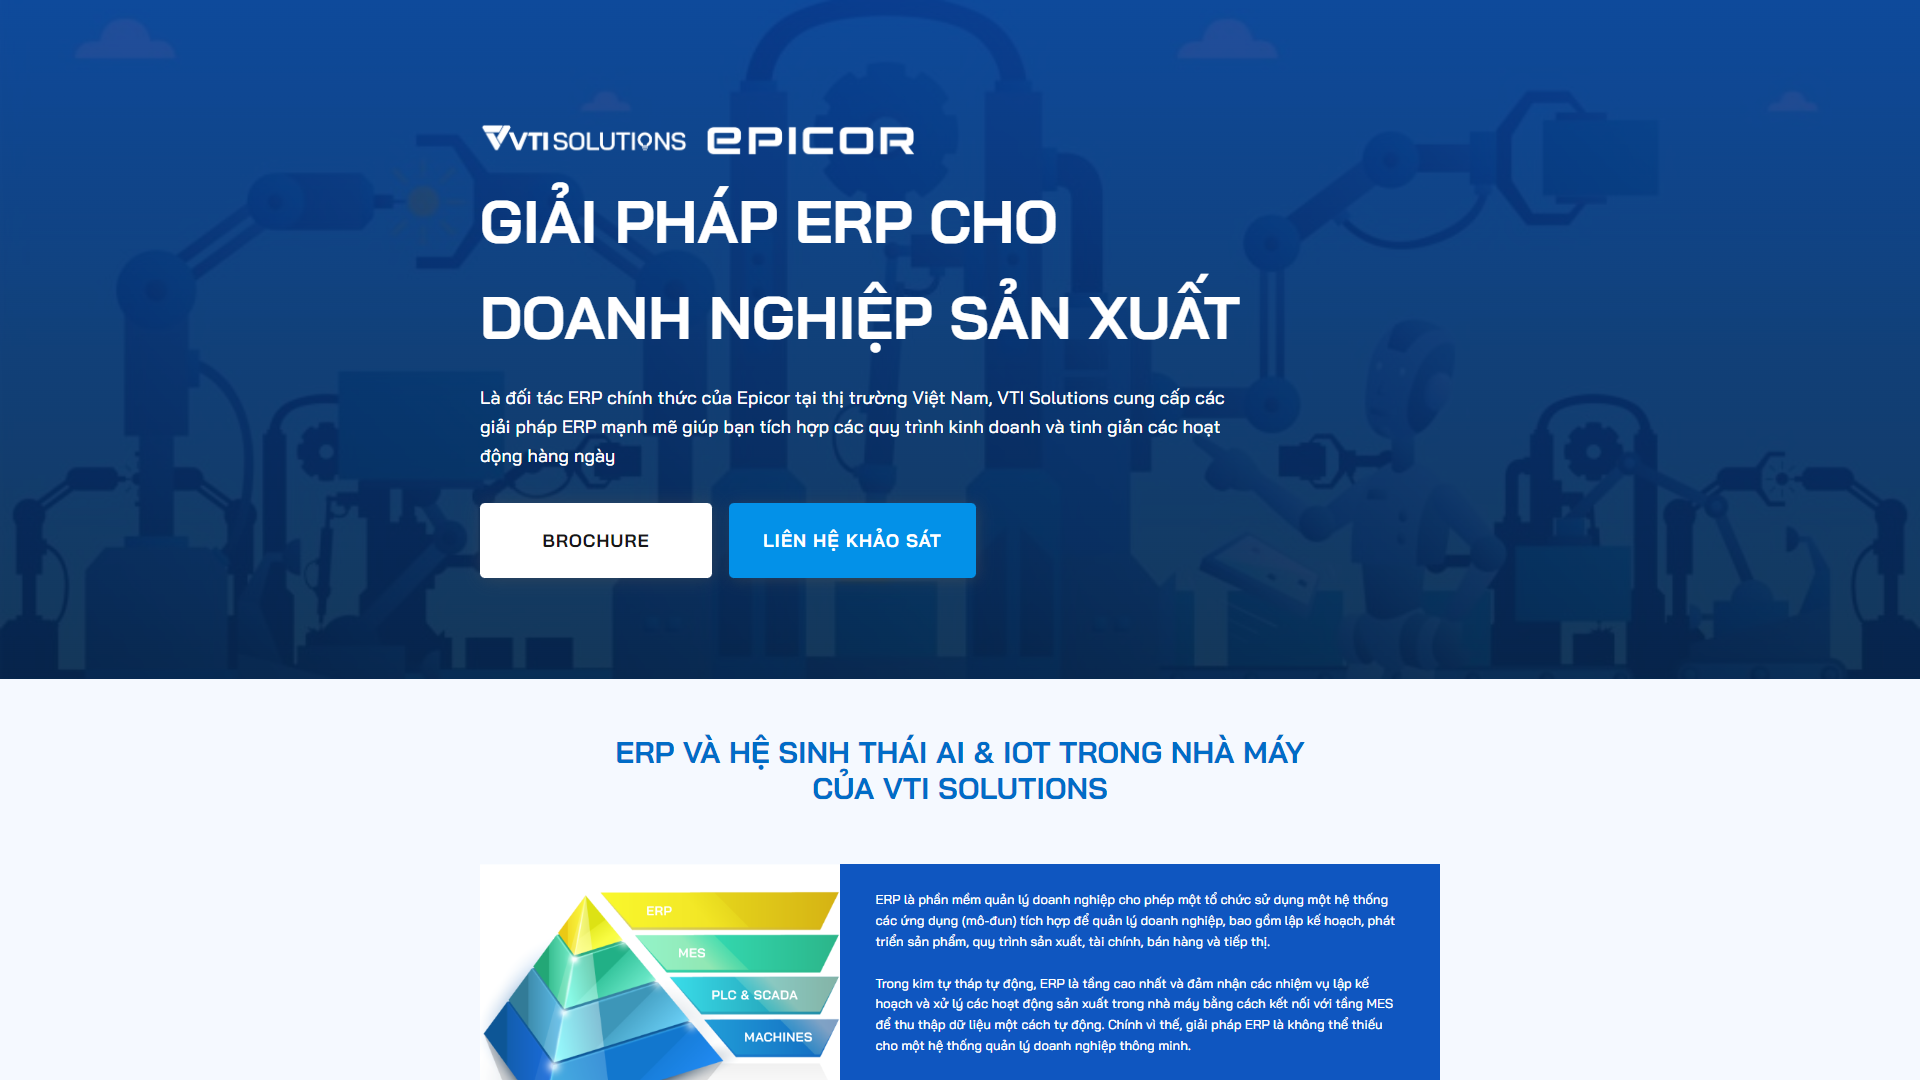 VTI SOLUTIONS EPICOR
GIẢI PHÁP ERP CHO
DOANH NGHIỆP SẢN XUẤT
Là đối tác ERP chính thức của Epicor tại thị trường Việt Nam, VTI Solutions cung cấp các
giải pháp ERP mạnh mẽ giúp bạn tích hợp các quy trình kinh doanh và tinh giản các hoạt
động hàng ngày
BROCHURE
LIÊN HỆ KHẢO SÁT
ERP VÀ HỆ SINH THÁI AI & IOT TRONG NHÀ MÁY
CỦA VTI SOLUTIONS
ERP
MES
PLC & SCADA
MACHINES
ERP là phần mềm quản lý doanh nghiệp cho phép một tổ chức sử dụng một hệ thống
các ứng dụng (mô-đun) tích hợp để quản lý doanh nghiệp, bao gồm lập kế hoạch, phát
triển sản phẩm, quy trình sản xuất, tài chính, bán hàng và tiếp thị.
Trong kim tự tháp tự động, ERP là tầng cao nhất và đảm nhận các nhiệm vụ lập kế
hoạch và xử lý các hoạt động sản xuất trong nhà máy bằng cách kết nối với tầng MES
để thu thập dữ liệu một cách tự động. Chính vì thế, giải pháp ERP là không thể thiếu
cho một hệ thống quản lý doanh nghiệp thông minh.